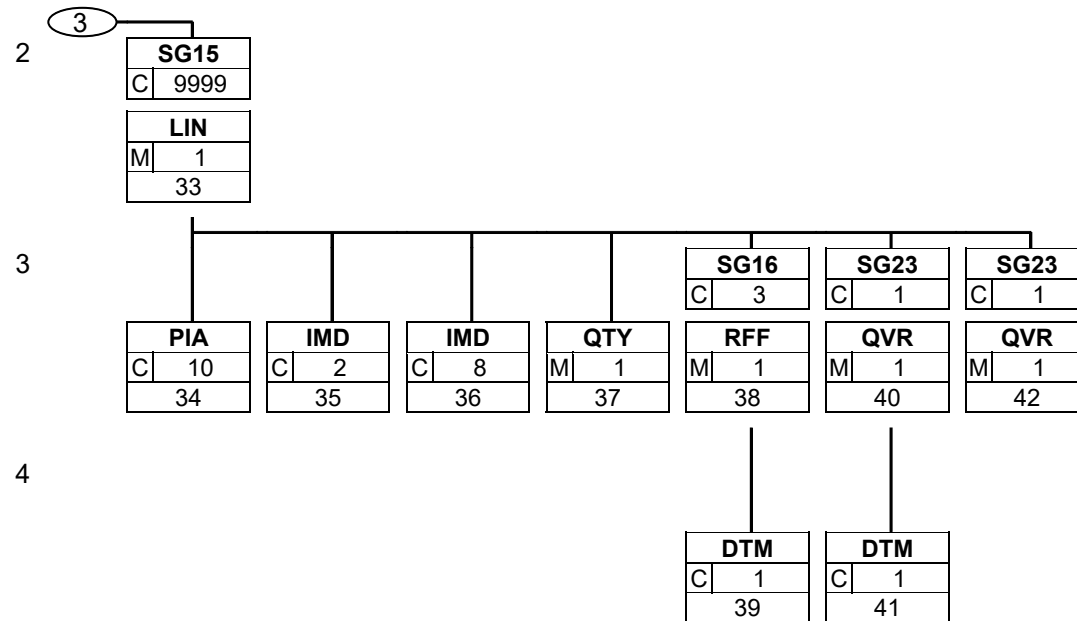 3
2
SG15
C 9999
LIN
M 1
33
3
SG16 SG23 SG23
C 3 C 1 C 1
PIA IMD IMD QTY RFF QVR QVR
C 10 C 2 C 8 M 1 M 1 M 1 M 1
34 35 36 37 38 40 42
4
DTM DTM
C 1 C 1
39 41